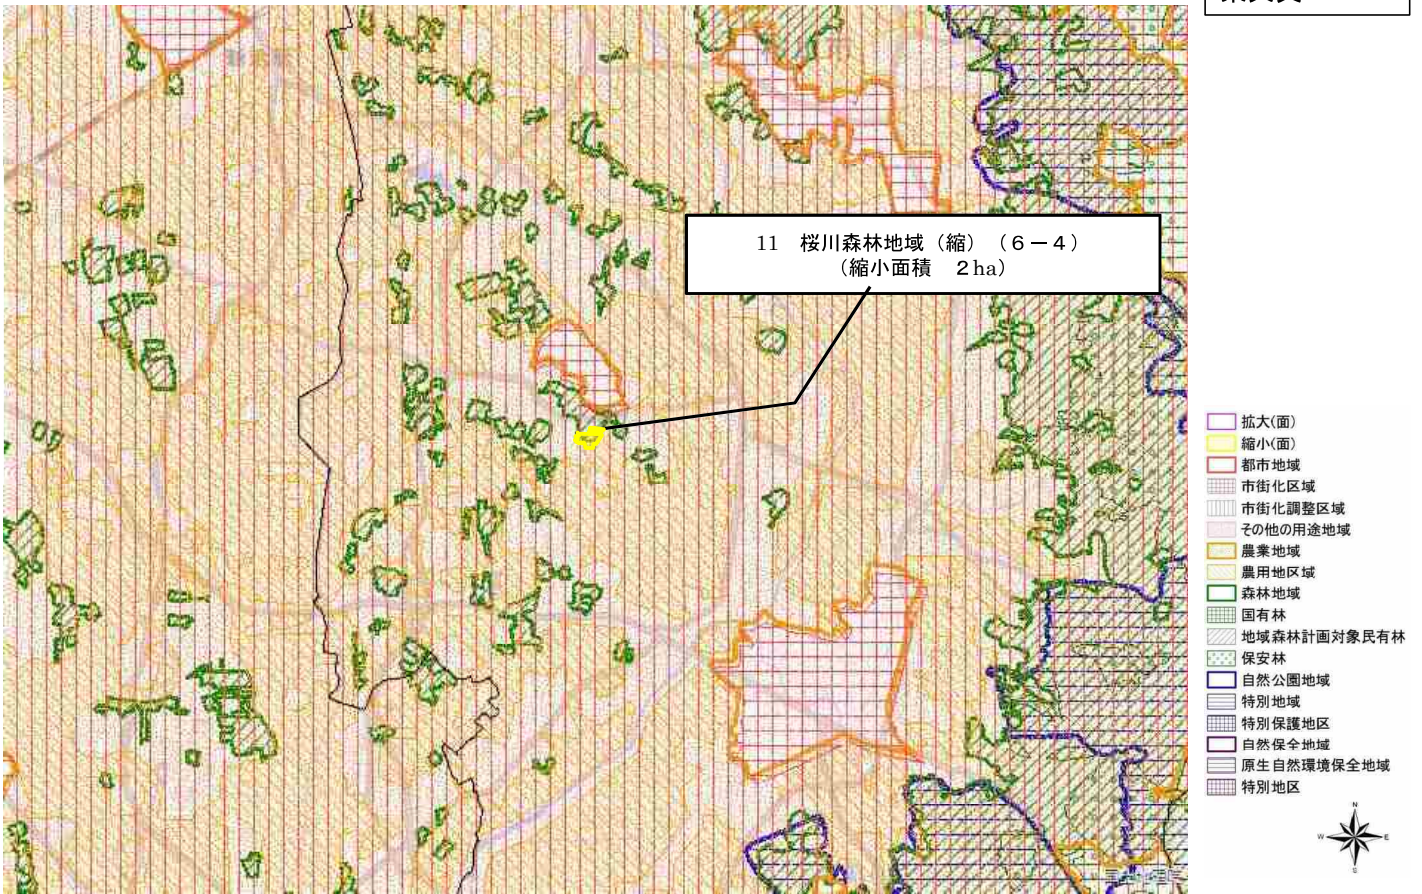 11 桜川森林地域（縮）（６－４）
（縮小面積 ２ha）
拡大(面)
縮小(面)
都市地域
市街化区域
市街化調整区域
その他の用途地域
農業地域
農用地区域
森林地域
国有林
地域森林計画対象民有林
保安林
自然公園地域
特別地域
特別保護地区
自然保全地域
原生自然環境保全地域
特別地区
N
W E
S